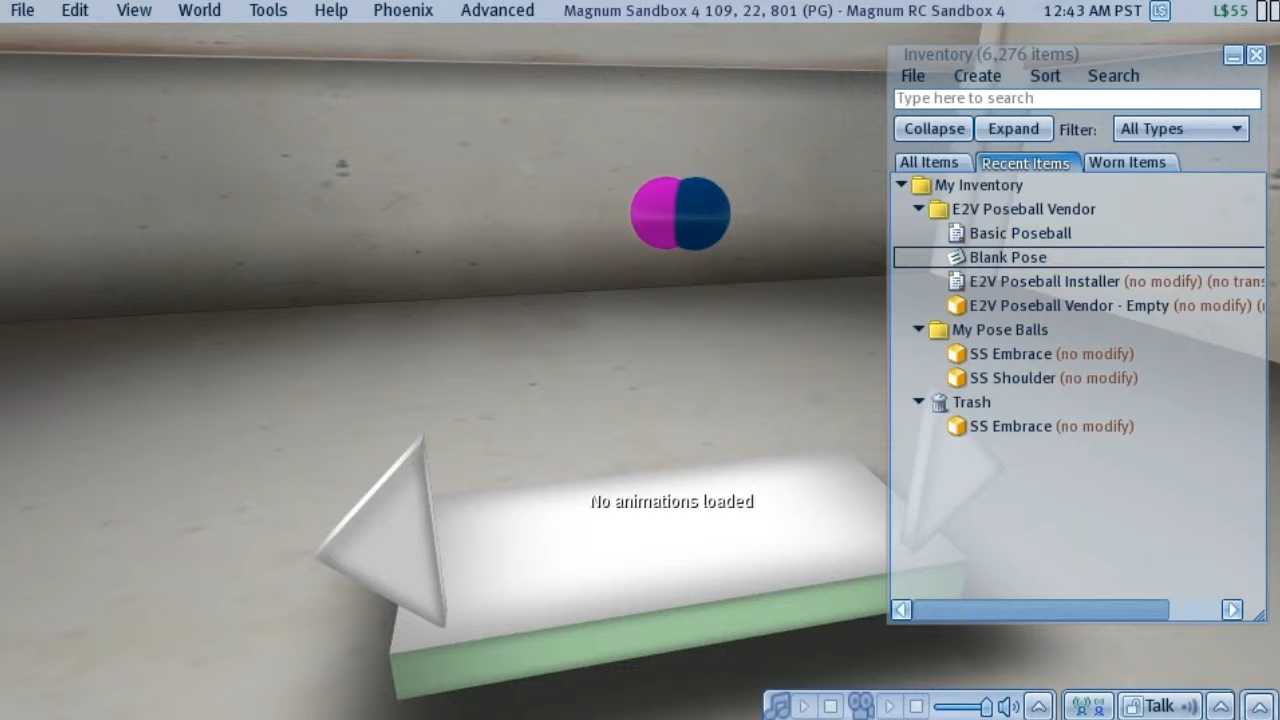 File Edit View World Tools Help Phoenix Advanced Magnum Sandbox 4 109, 22, 801 (PG) - Magnum RC Sandbox 4 12:43 AM PST L$55
Inventory (6,276 items)
File Create Sort Search
Type here to search
Collapse Expand Filter: All Types
All Items Recent Items Worn Items
My Inventory
E2V Poseball Vendor
Basic Poseball
Blank Pose
E2V Poseball Installer (no modify) (no trans
E2V Poseball Vendor - Empty (no modify) (
My Pose Balls
SS Embrace (no modify)
SS Shoulder (no modify)
Trash
SS Embrace (no modify)
No animations loaded
Talk